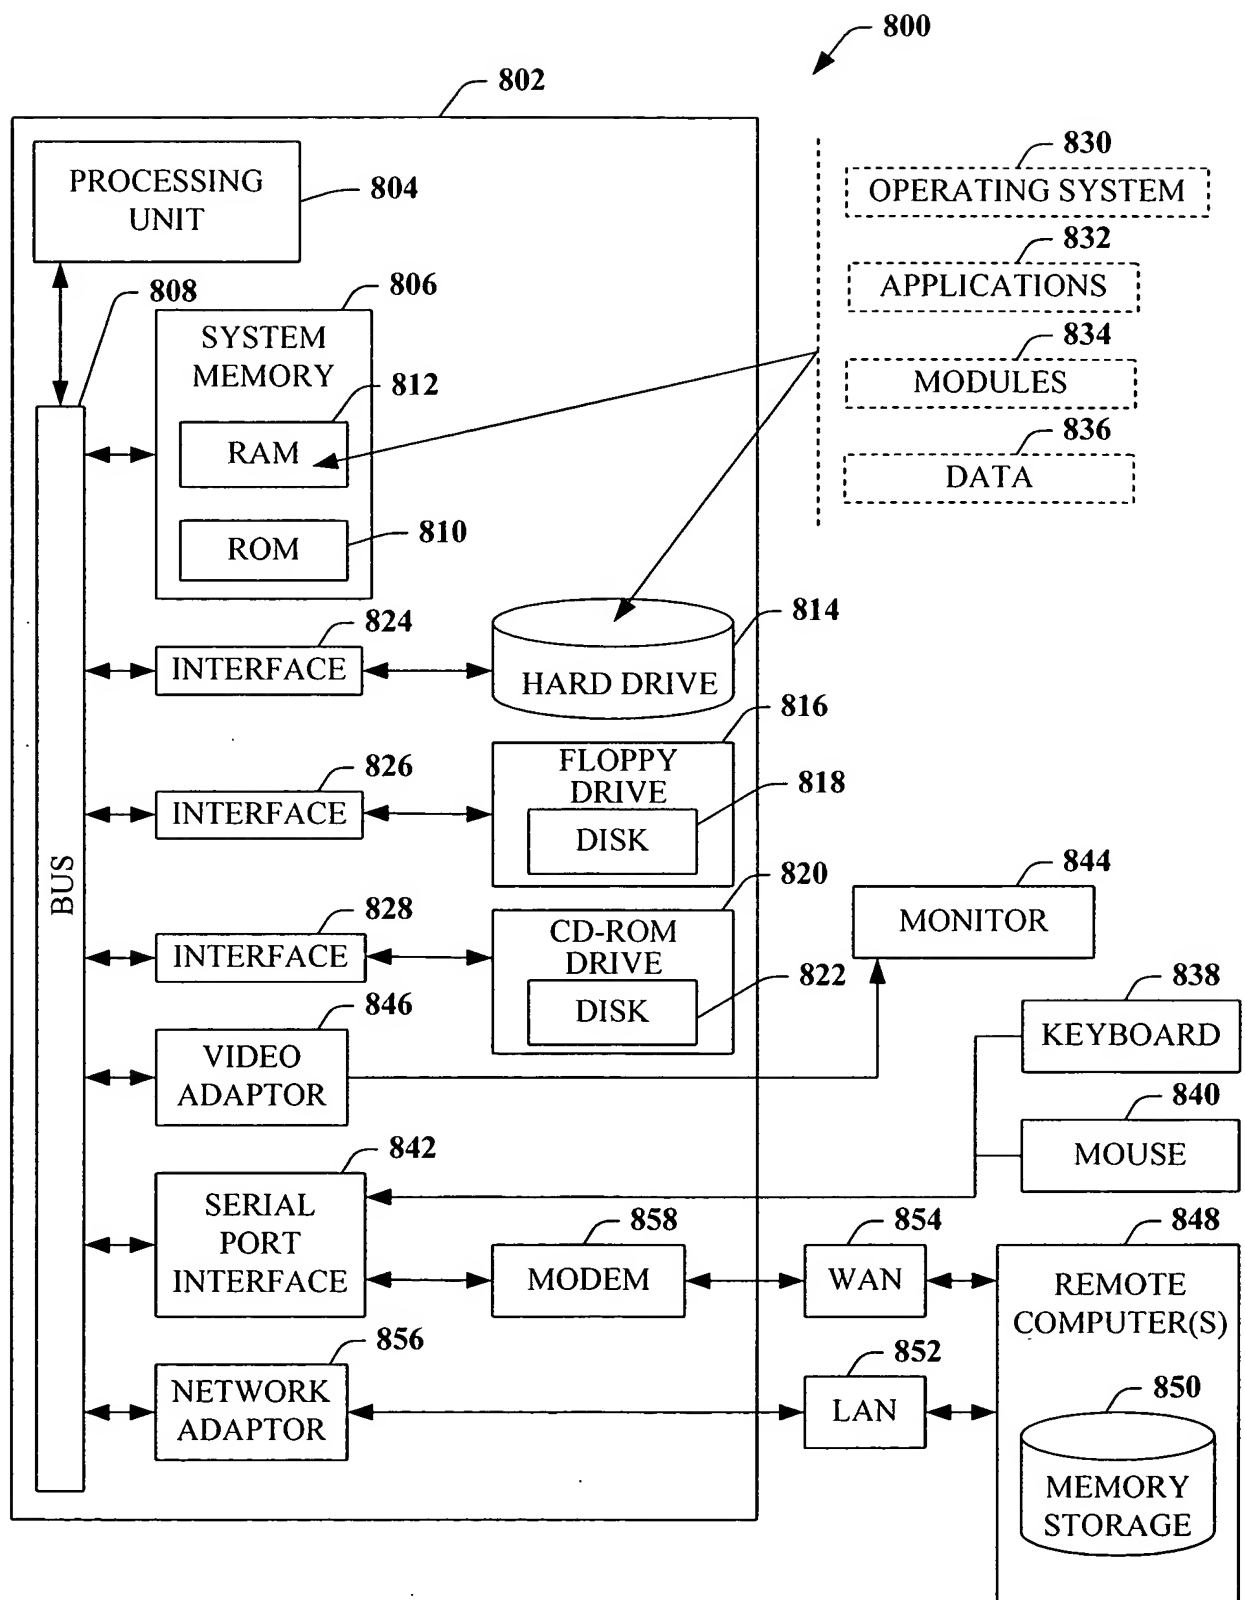 800
802
PROCESSING
UNIT
804
830
OPERATING SYSTEM
832
APPLICATIONS
834
MODULES
836
DATA
808
806
SYSTEM
MEMORY
812
RAM
810
ROM
824
INTERFACE
814
HARD DRIVE
816
FLOPPY
DRIVE
818
DISK
826
INTERFACE
BUS
820
CD-ROM
DRIVE
822
DISK
828
INTERFACE
844
MONITOR
846
VIDEO
ADAPTOR
838
KEYBOARD
840
MOUSE
842
SERIAL
PORT
INTERFACE
858
MODEM
854
WAN
848
REMOTE
COMPUTER(S)
856
NETWORK
ADAPTOR
852
LAN
850
MEMORY
STORAGE